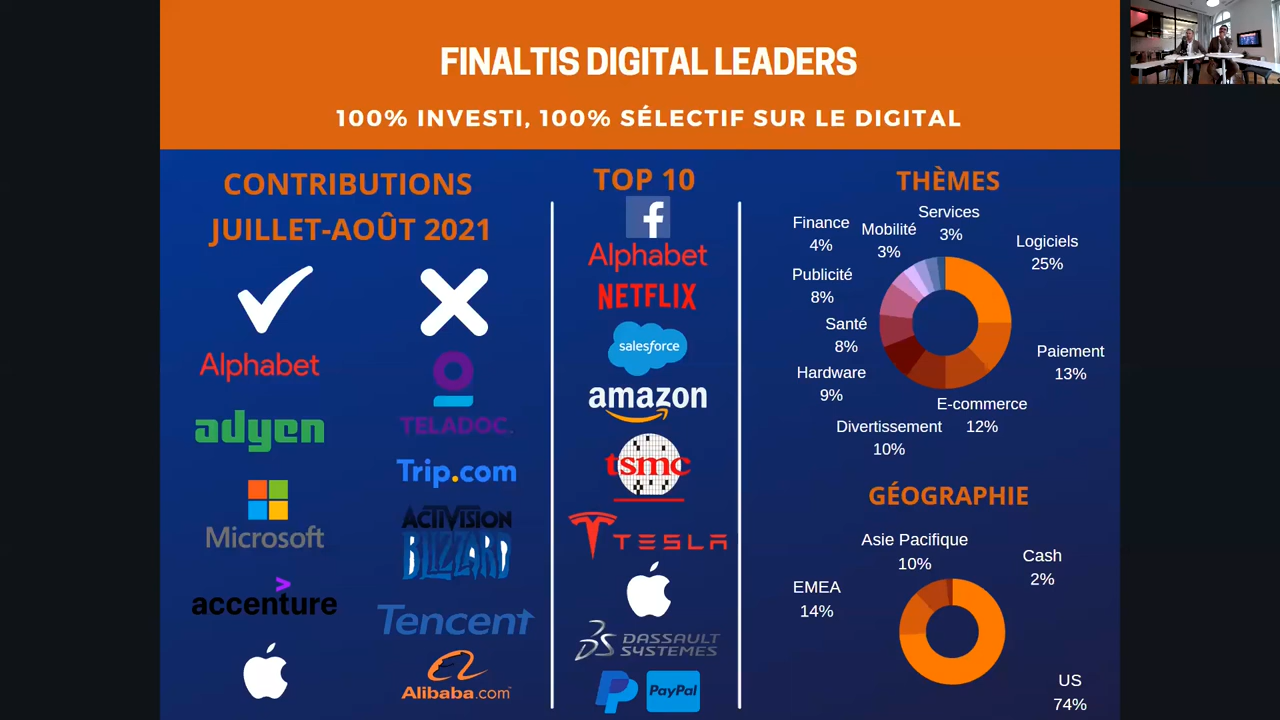 FINALTIS DIGITAL LEADERS
100% INVESTI, 100% SÉLECTIF SUR LE DIGITAL
CONTRIBUTIONS
JUILLET-AOÛT 2021
Alphabet
adyen
Microsoft
accenture
TELADOC.
Trip.com
ACTIVISION
BLIZZARD
Tencent
Alibaba.com
TOP 10
f
Alphabet
NETFLIX
salesforce
amazon
tsmc
TESLA
DASSAULT
SYSTEMES
PayPal
THÈMES
Services
3%
Mobilité
3%
Finance
4%
Logiciels
25%
Publicité
8%
Santé
8%
Paiement
13%
Hardware
9%
E-commerce
12%
Divertissement
10%
GÉOGRAPHIE
Asie Pacifique
10%
Cash
2%
EMEA
14%
US
74%